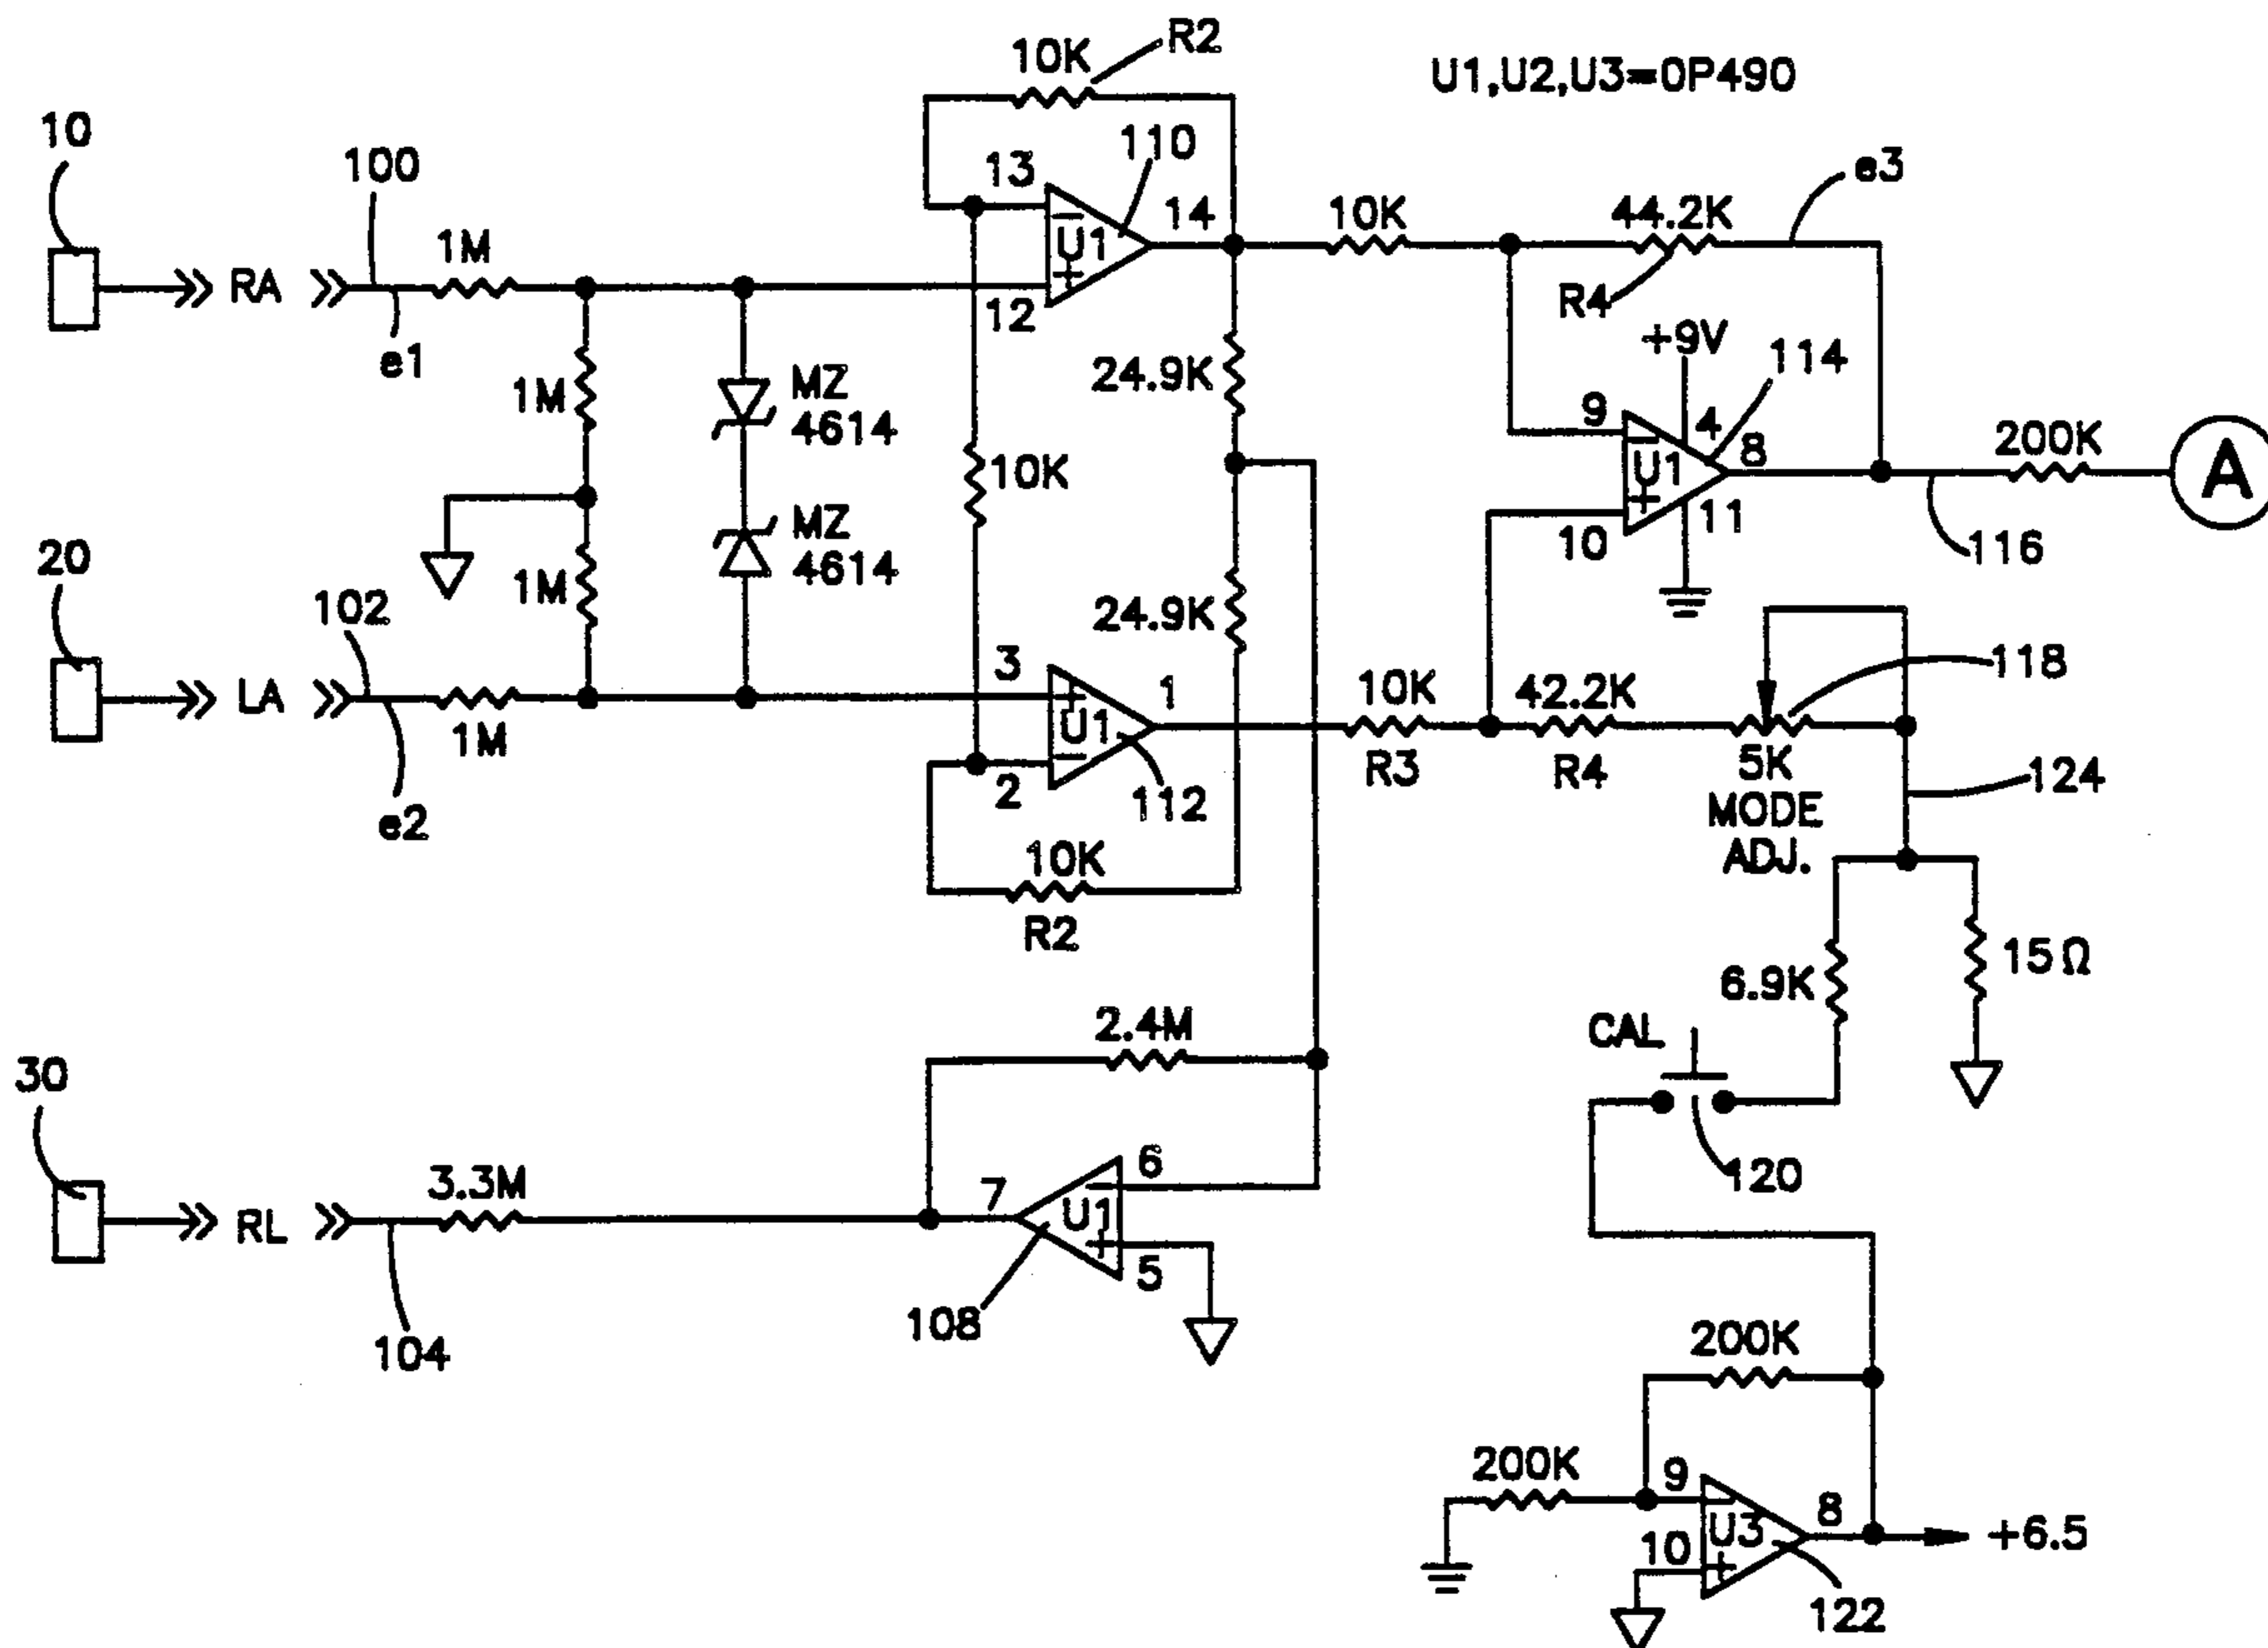 10K
R2
U1,U2,U3=OP490
10
100
13
110
14
10K
44.2K
e3
RA
1M
U1
12
R4
e1
+9V
114
1M
MZ
4614
24.9K
9
4
8
200K
A
U1
10K
11
10
116
MZ
4614
20
102
1M
24.9K
LA
3
1
10K
42.2K
118
1M
U1
2
112
R3
R4
5K
MODE
ADJ.
124
e2
10K
R2
6.9K
15Ω
2.4M
CAL
30
120
RL
3.3M
7
6
U1
5
108
104
200K
200K
9
8
U3
10
+6.5
122